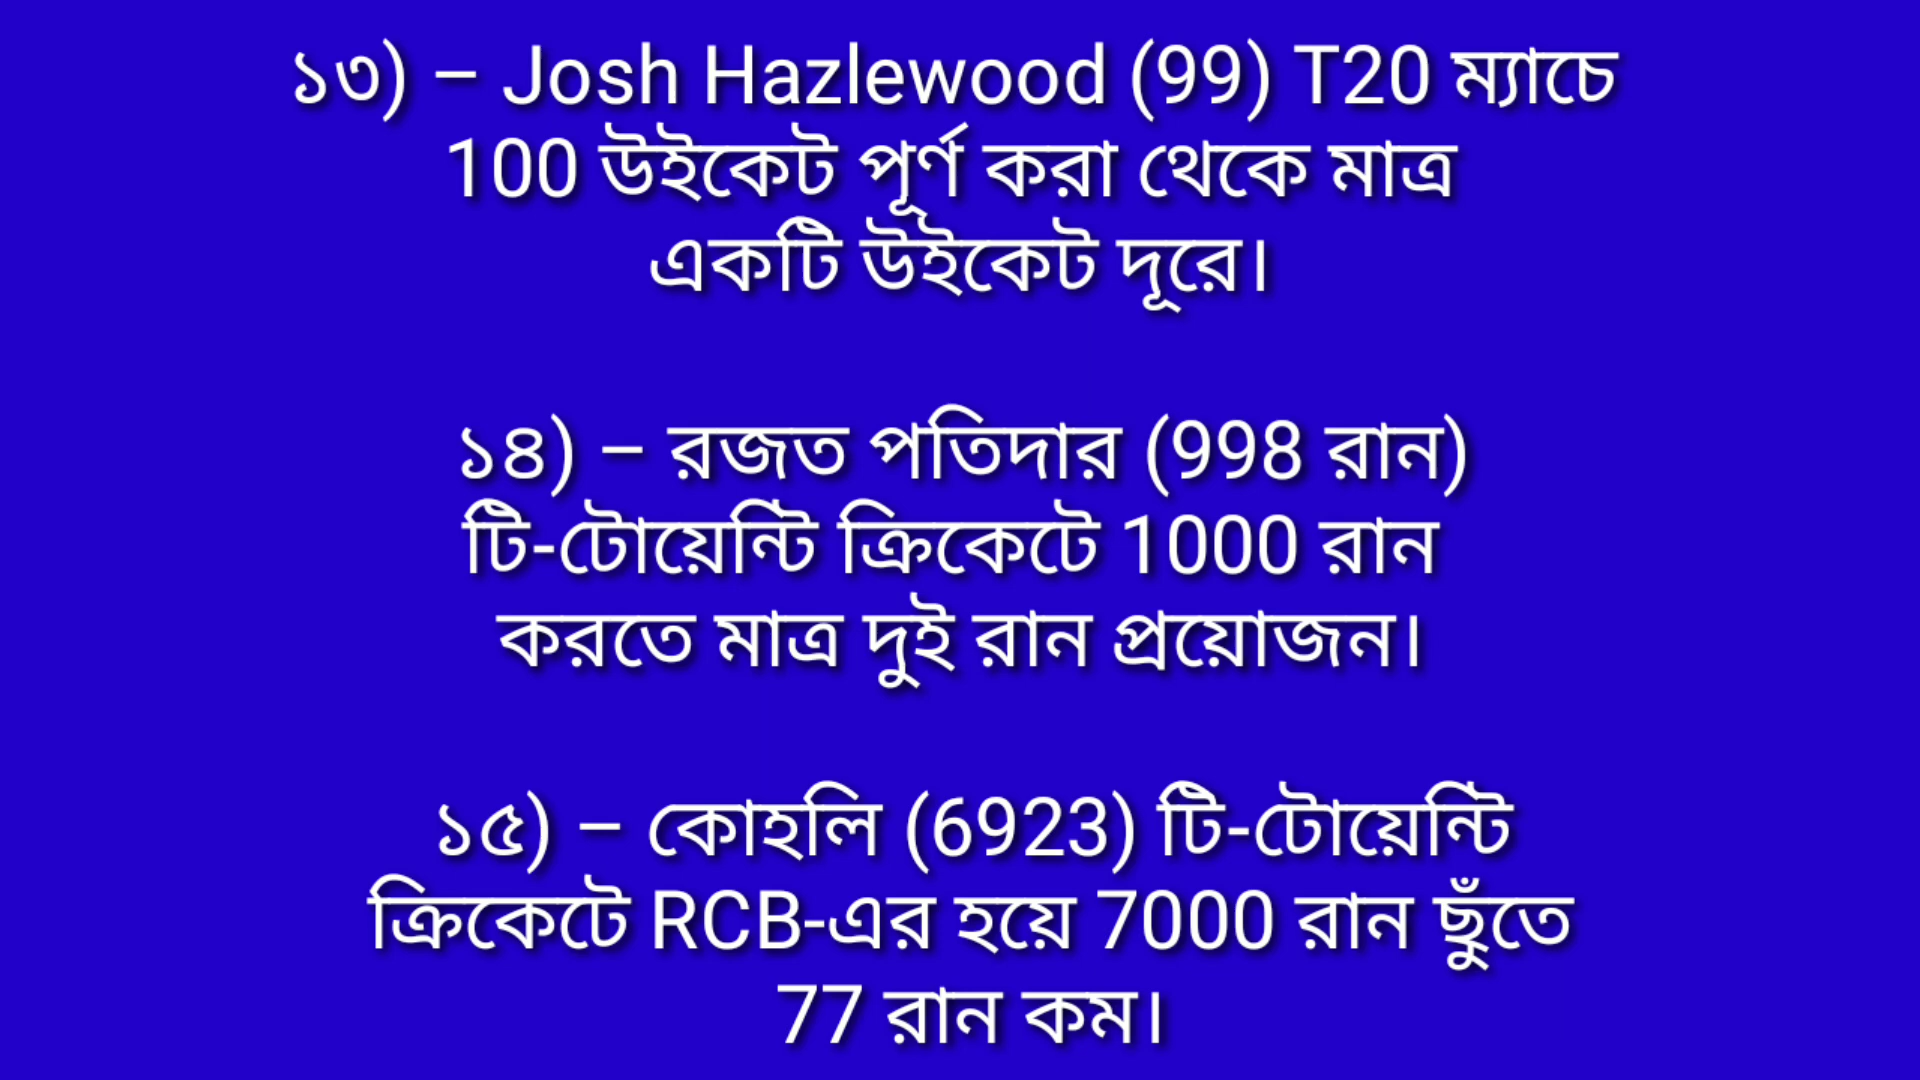 ১৩) – Josh Hazlewood (99) T20 ম্যাচে
100 উইকেট পূর্ণ করা থেকে মাত্র
একটি উইকেট দূরে।
১৪) – রজত পতিদার (998 রান)
টি-টোয়েন্টি ক্রিকেটে 1000 রান
করতে মাত্র দুই রান প্রয়োজন।
১৫) – কোহলি (6923) টি-টোয়েন্টি
ক্রিকেটে RCB-এর হয়ে 7000 রান ছুঁতে
77 রান কম।